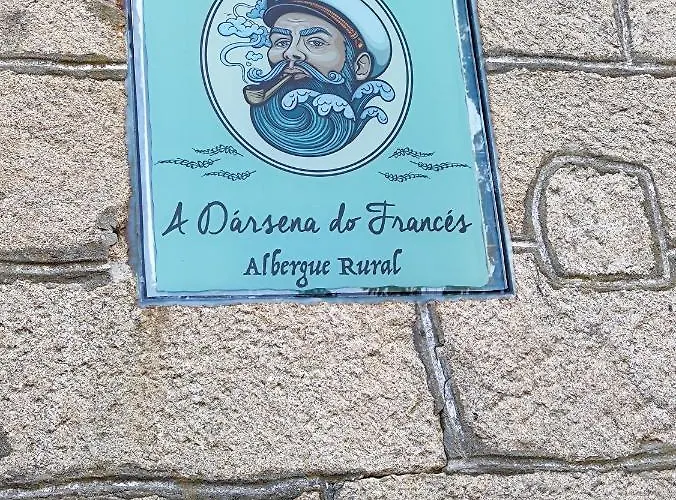 A Dársena do Francés
Albergue Rural